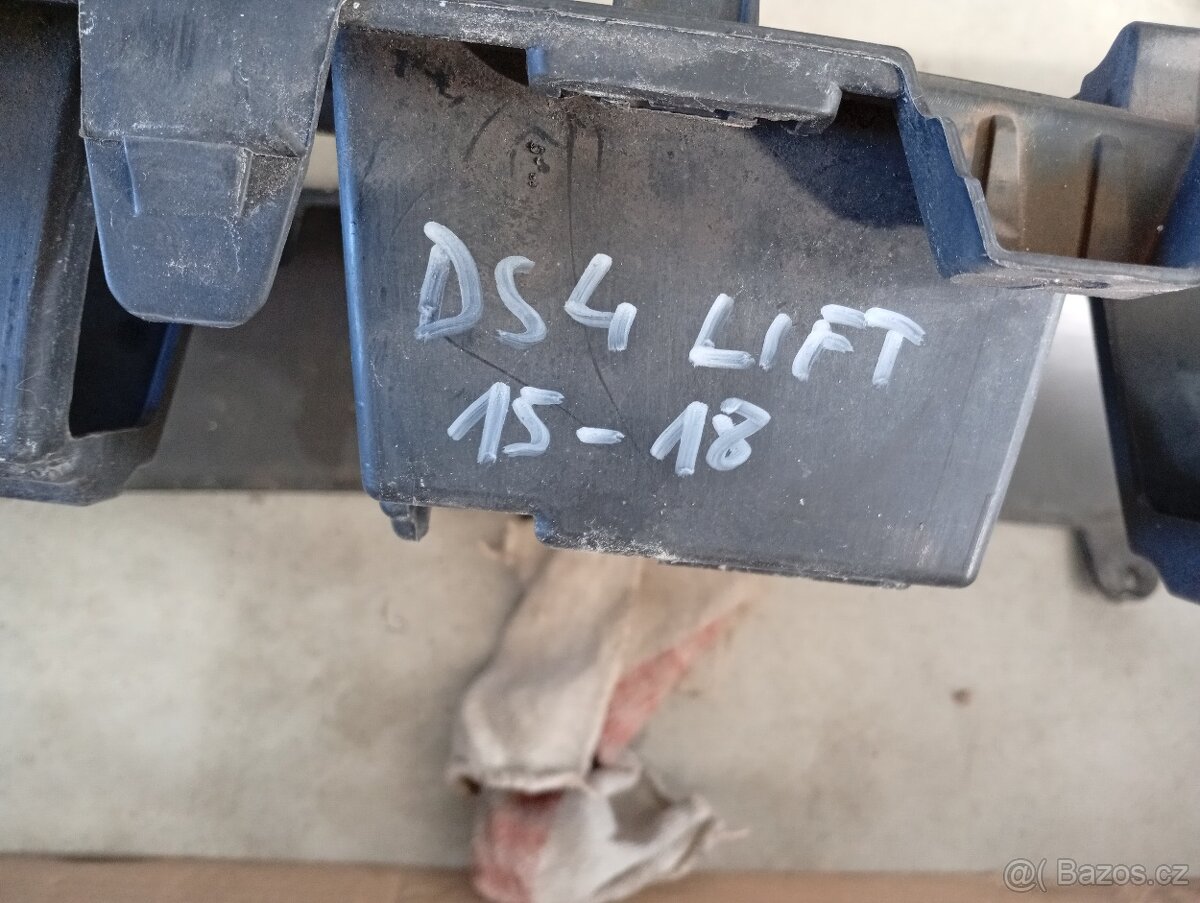 DS4 LIFT
15-18
@( Bazos.cz